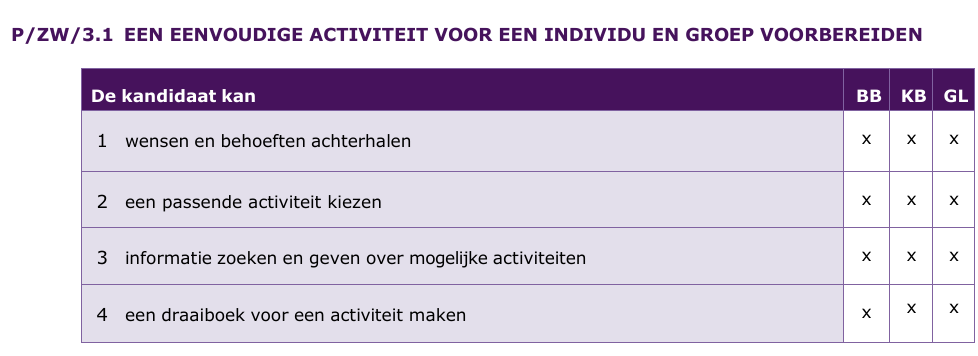 P/ZW/3.1 EEN EENVOUDIGE ACTIVITEIT VOOR EEN INDIVIDU EN GROEP VOORBEREIDEN
De kandidaat kan BB KB GL
1 wensen en behoeften achterhalen x x x
2 een passende activiteit kiezen x x x
3 informatie zoeken en geven over mogelijke activiteiten x x x
4 een draaiboek voor een activiteit maken x x x